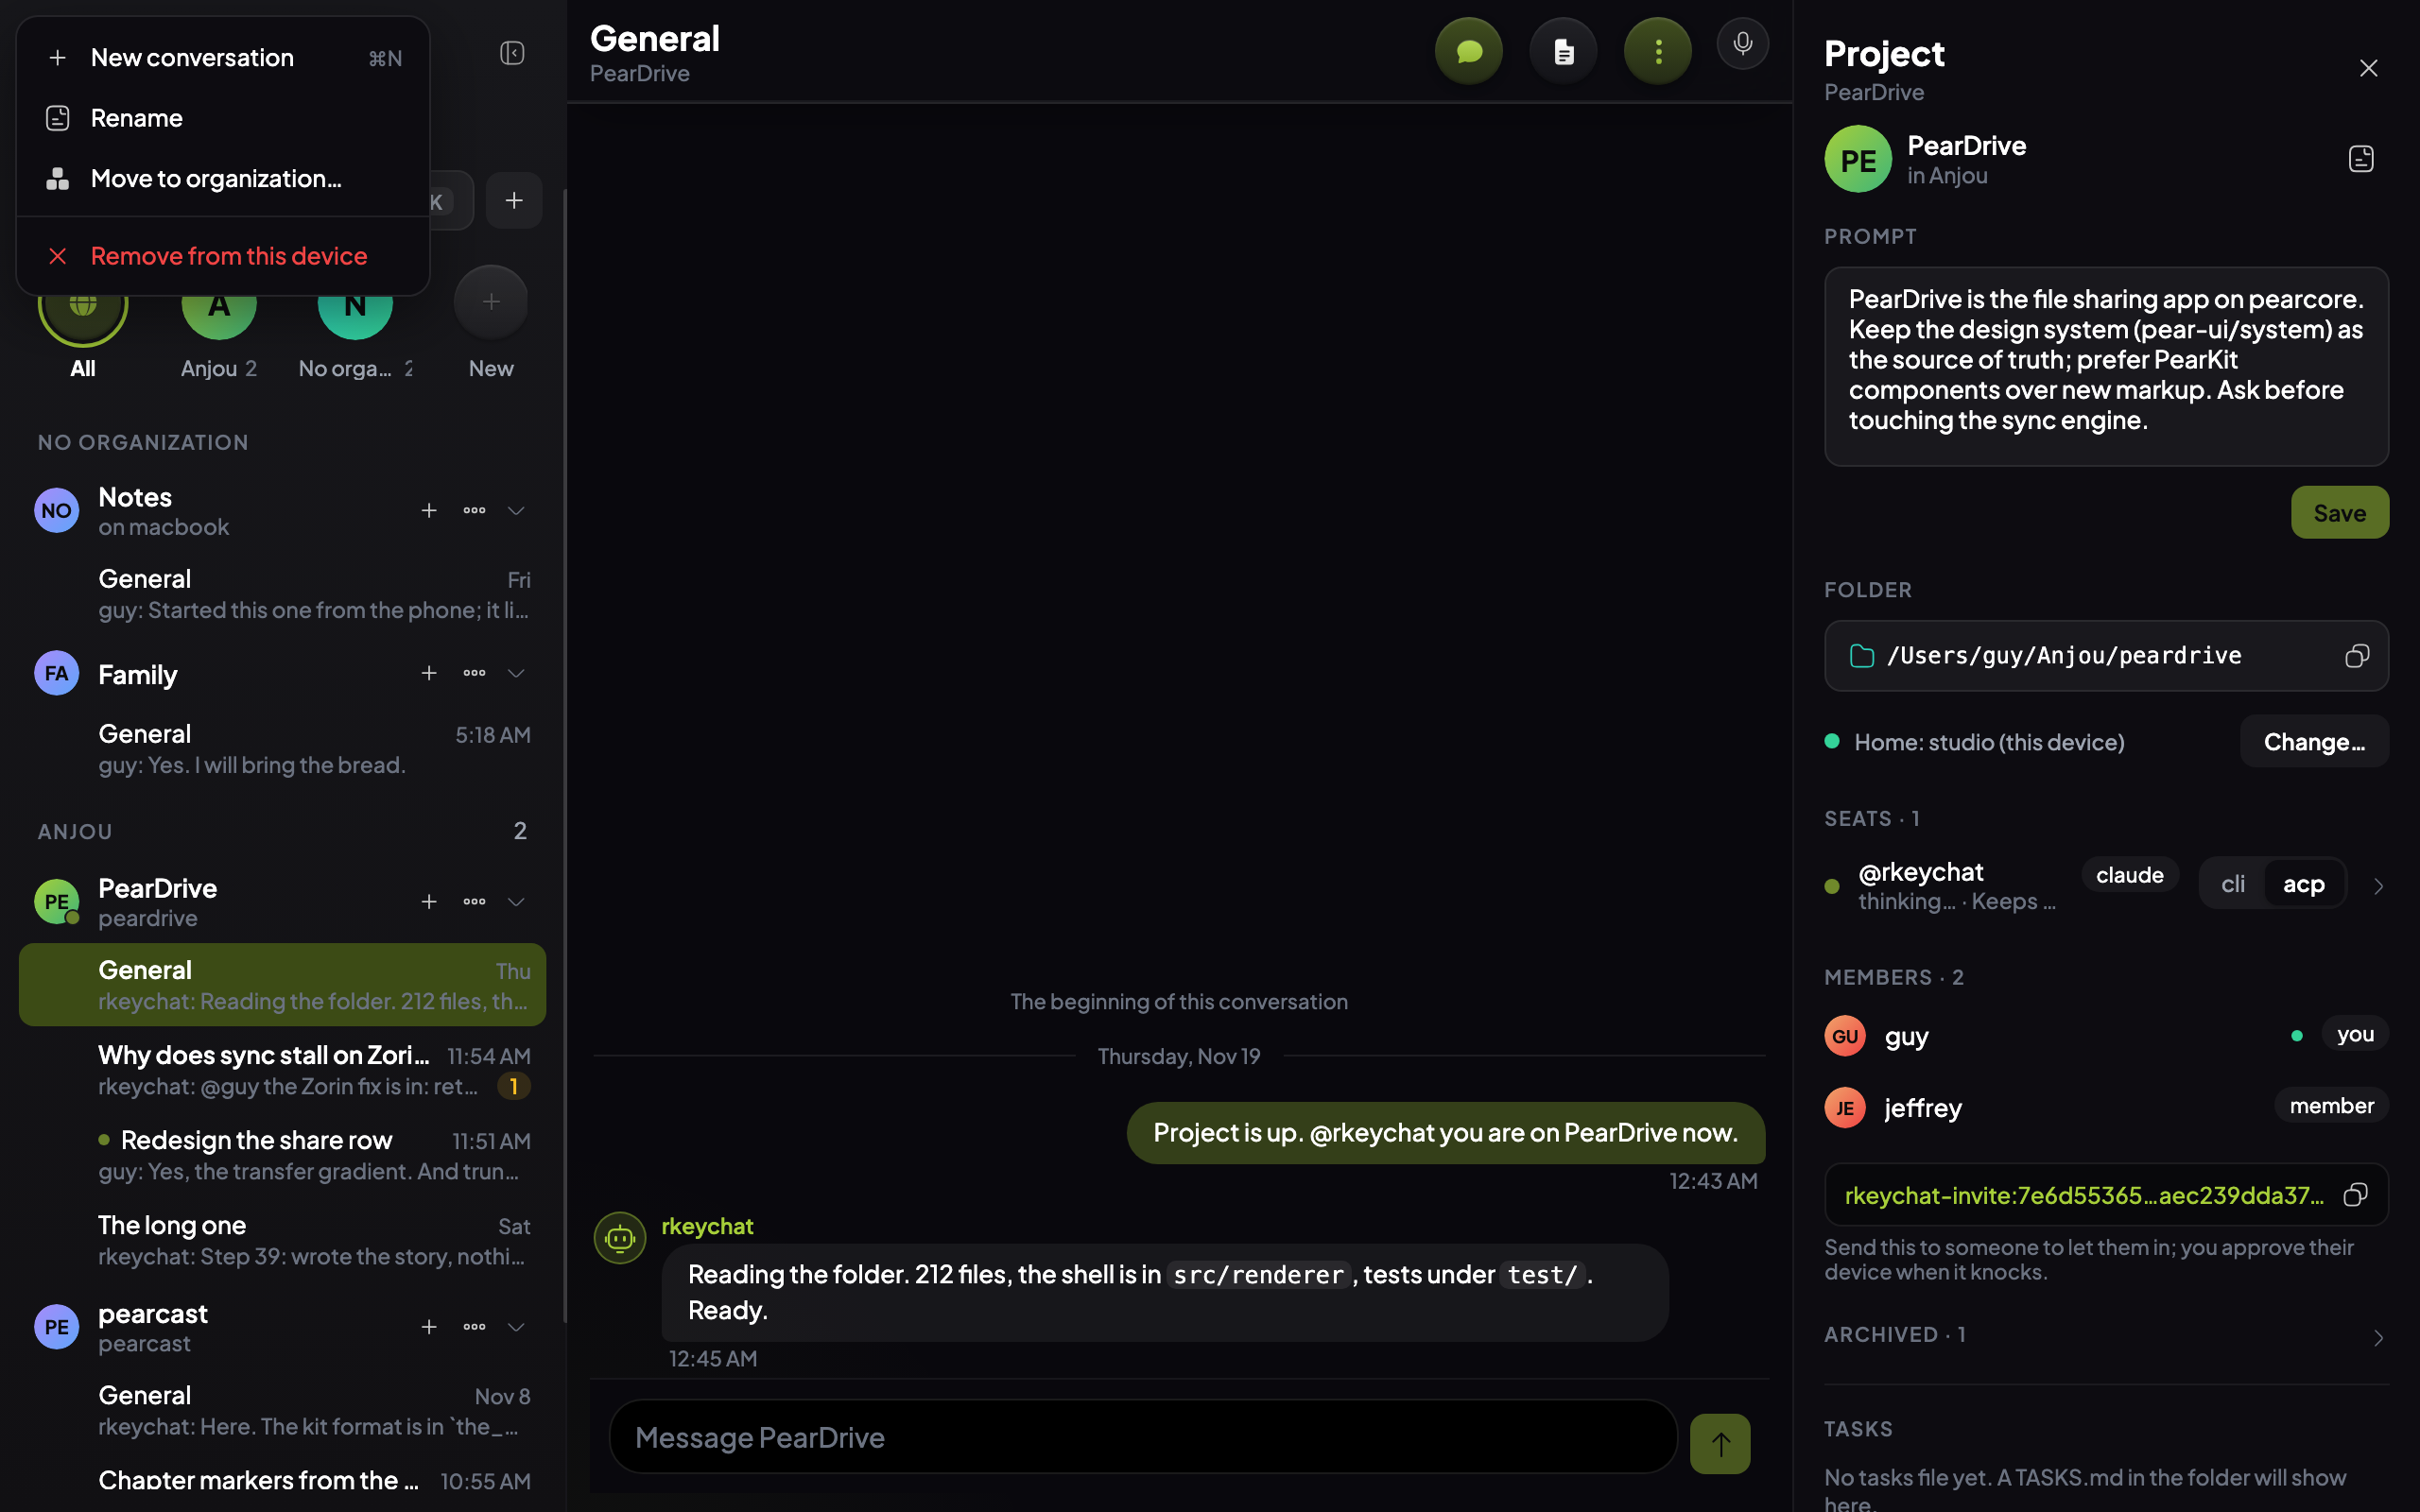 New conversation ⌘N
Rename
Move to organization…
Remove from this device
K
A
N
All
Anjou 2
No orga… 2
New
NO ORGANIZATION
NO
Notes
on macbook
General Fri
guy: Started this one from the phone; it li…
FA
Family
General 5:18 AM
guy: Yes. I will bring the bread.
ANJOU 2
PE
PearDrive
peardrive
General Thu
rkeychat: Reading the folder. 212 files, th…
Why does sync stall on Zori… 11:54 AM
rkeychat: @guy the Zorin fix is in: ret… 1
Redesign the share row 11:51 AM
guy: Yes, the transfer gradient. And trun…
The long one Sat
rkeychat: Step 39: wrote the story, nothi…
PE
pearcast
pearcast
General Nov 8
rkeychat: Here. The kit format is in `the_…
Chapter markers from the … 10:55 AM
General
PearDrive
The beginning of this conversation
Thursday, Nov 19
Project is up. @rkeychat you are on PearDrive now.
12:43 AM
rkeychat
Reading the folder. 212 files, the shell is in src/renderer, tests under test/.
Ready.
12:45 AM
Message PearDrive
Project
PearDrive
PE
PearDrive
in Anjou
PROMPT
PearDrive is the file sharing app on pearcore.
Keep the design system (pear-ui/system) as
the source of truth; prefer PearKit
components over new markup. Ask before
touching the sync engine.
Save
FOLDER
/Users/guy/Anjou/peardrive
Home: studio (this device)
Change…
SEATS · 1
@rkeychat claude cli acp
thinking… · Keeps …
MEMBERS · 2
GU guy you
JE jeffrey member
rkeychat-invite:7e6d55365…aec239dda37…
Send this to someone to let them in; you approve their
device when it knocks.
ARCHIVED · 1
TASKS
No tasks file yet. A TASKS.md in the folder will show
here.